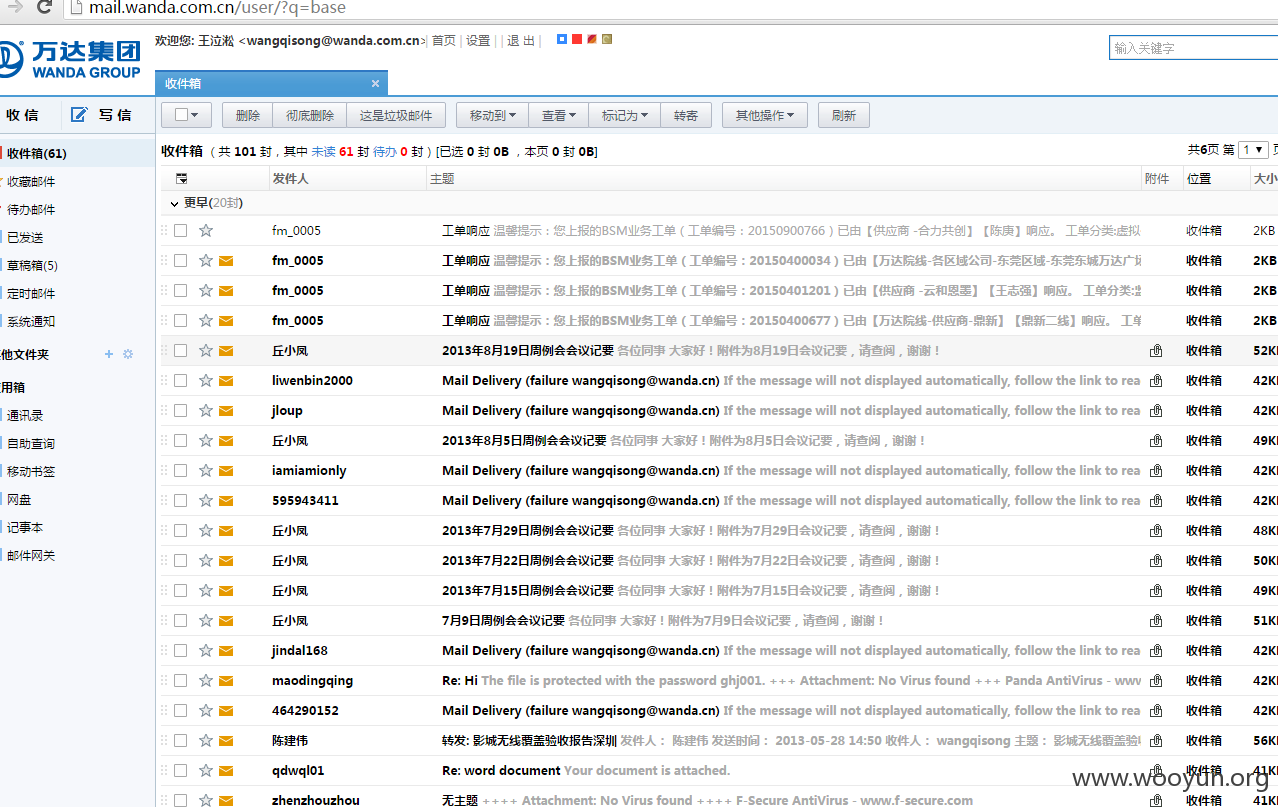 mail.wanda.com.cn/user/?q=base
万达集团
WANDA GROUP
欢迎您: 王泣淞 <wangqisong@wanda.com.cn>| 首页 | 设置 | | 退 出 |
输入关键字
收件箱 ×
收 信 写 信
删除 彻底删除 这是垃圾邮件 移动到 查看 标记为 转寄 其他操作 刷新
收件箱(61)
收藏邮件
待办邮件
已发送
草稿箱(5)
定时邮件
系统通知
他文件夹 +
用箱
通讯录
自助查询
移动书签
网盘
记事本
邮件网关
收件箱 ( 共 101 封 , 其中 未读 61 封 待办 0 封 ) [已选 0 封 0B , 本页 0 封 0B]
共6页 第 1 页
发件人 主题 附件 位置 大小
更早(20封)
fm_0005 工单响应 温馨提示：您上报的BSM业务工单（工单编号：20150900766）已由【供应商 -合力共创】【陈庚】响应。 工单分类:虚拟 收件箱 2KB
fm_0005 工单响应 温馨提示：您上报的BSM业务工单（工单编号：20150400034）已由【万达院线-各区域公司-东莞区域-东莞东城万达广场 收件箱 2KB
fm_0005 工单响应 温馨提示：您上报的BSM业务工单（工单编号：20150401201）已由【供应商 -云和恩墨】【王志强】响应。 工单分类: 收件箱 2KB
fm_0005 工单响应 温馨提示：您上报的BSM业务工单（工单编号：20150400677）已由【万达院线-供应商-鼎新】【鼎新二线】响应。 工单 收件箱 2KB
丘小凤 2013年8月19日周例会会议记要 各位同事 大家好！附件为8月19日会议记要，请查阅，谢谢！ 收件箱 52K
liwenbin2000 Mail Delivery (failure wangqisong@wanda.cn) If the message will not displayed automatically, follow the link to rea 收件箱 42K
jloup Mail Delivery (failure wangqisong@wanda.cn) If the message will not displayed automatically, follow the link to rea 收件箱 42K
丘小凤 2013年8月5日周例会会议记要 各位同事 大家好！附件为8月5日会议记要，请查阅，谢谢！ 收件箱 49K
iamiamionly Mail Delivery (failure wangqisong@wanda.cn) If the message will not displayed automatically, follow the link to rea 收件箱 42K
595943411 Mail Delivery (failure wangqisong@wanda.cn) If the message will not displayed automatically, follow the link to rea 收件箱 42K
丘小凤 2013年7月29日周例会会议记要 各位同事 大家好！附件为7月29日会议记要，请查阅，谢谢！ 收件箱 48K
丘小凤 2013年7月22日周例会会议记要 各位同事 大家好！附件为7月22日会议记要，请查阅，谢谢！ 收件箱 50K
丘小凤 2013年7月15日周例会会议记要 各位同事 大家好！附件为7月15日会议记要，请查阅，谢谢！ 收件箱 49K
丘小凤 7月9日周例会会议记要 各位同事 大家好！附件为7月9日会议记要，请查阅，谢谢！ 收件箱 51K
jindal168 Mail Delivery (failure wangqisong@wanda.cn) If the message will not displayed automatically, follow the link to rea 收件箱 42K
maodingqing Re: Hi The file is protected with the password ghj001. +++ Attachment: No Virus found +++ Panda AntiVirus - www 收件箱 42K
464290152 Mail Delivery (failure wangqisong@wanda.cn) If the message will not displayed automatically, follow the link to rea 收件箱 42K
陈建伟 转发: 影城无线覆盖验收报告深圳 发件人： 陈建伟 发送时间： 2013-05-28 14:50 收件人： wangqisong 主题： 影城无线覆盖验收 收件箱 56K
qdwql01 Re: word document Your document is attached. 收件箱 41K
zhenzhouzhou 无主题 ++++ Attachment: No Virus found ++++ F-Secure AntiVirus - www.f-secure.com 收件箱 41K
www.wooyun.org